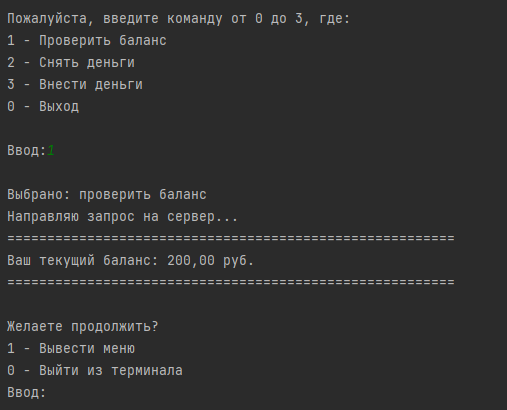 Пожалуйста, введите команду от 0 до 3, где:
1 - Проверить баланс
2 - Снять деньги
3 - Внести деньги
0 - Выход
Ввод:1
Выбрано: проверить баланс
Направляю запрос на сервер...
========================================================
Ваш текущий баланс: 200,00 руб.
========================================================
Желаете продолжить?
1 - Вывести меню
0 - Выйти из терминала
Ввод: